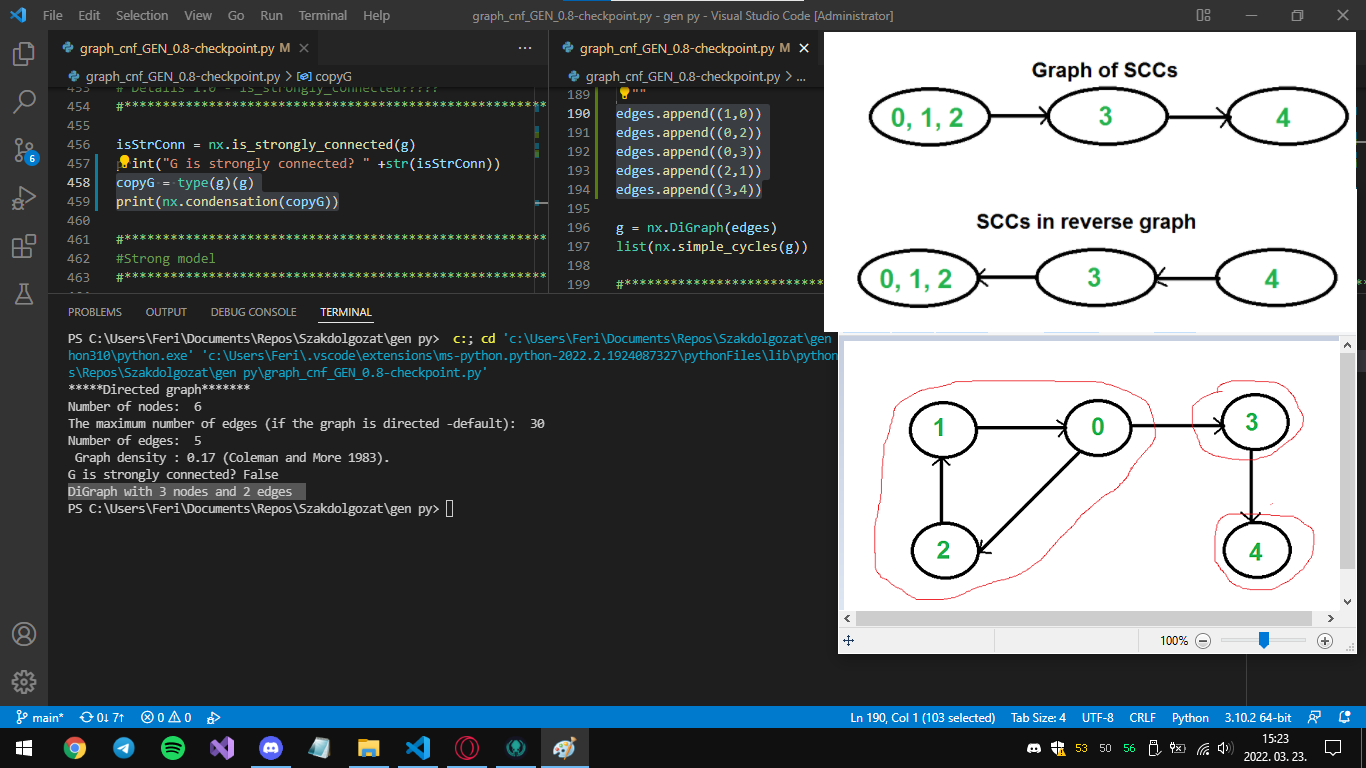 File Edit Selection View Go Run Terminal Help
graph_cnf_GEN_0.8-checkpoint.py - gen py - Visual Studio Code [Administrator]
graph_cnf_GEN_0.8-checkpoint.py M
graph_cnf_GEN_0.8-checkpoint.py > copyG
453 # Details 1.0 - is_strongly_connected?????
454 #*******************************************************
455
456 isStrConn = nx.is_strongly_connected(g)
457 int("G is strongly connected? " +str(isStrConn))
458 copyG = type(g)(g)
459 print(nx.condensation(copyG))
460
461 #*******************************************************
462 #Strong model
463 #*******************************************************
graph_cnf_GEN_0.8-checkpoint.py M
graph_cnf_GEN_0.8-checkpoint.py > ...
189 ""
190 edges.append((1,0))
191 edges.append((0,2))
192 edges.append((0,3))
193 edges.append((2,1))
194 edges.append((3,4))
195
196 g = nx.DiGraph(edges)
197 list(nx.simple_cycles(g))
198
199 #***************************
Graph of SCCs
0, 1, 2 3 4
SCCs in reverse graph
0, 1, 2 3 4
1 0 3
2 4
100%
PROBLEMS OUTPUT DEBUG CONSOLE TERMINAL
PS C:\Users\Feri\Documents\Repos\Szakdolgozat\gen py> c:; cd 'c:\Users\Feri\Documents\Repos\Szakdolgozat\gen
hon310\python.exe' 'c:\Users\Feri\.vscode\extensions\ms-python.python-2022.2.1924087327\pythonFiles\lib\python
s\Repos\Szakdolgozat\gen py\graph_cnf_GEN_0.8-checkpoint.py'
*****Directed graph*******
Number of nodes: 6
The maximum number of edges (if the graph is directed -default): 30
Number of edges: 5
Graph density : 0.17 (Coleman and More 1983).
G is strongly connected? False
DiGraph with 3 nodes and 2 edges
PS C:\Users\Feri\Documents\Repos\Szakdolgozat\gen py>
6
main* 0↓ 7↑ 0 0
Ln 190, Col 1 (103 selected) Tab Size: 4 UTF-8 CRLF Python 3.10.2 64-bit
53 50 56
15:23
2022. 03. 23.